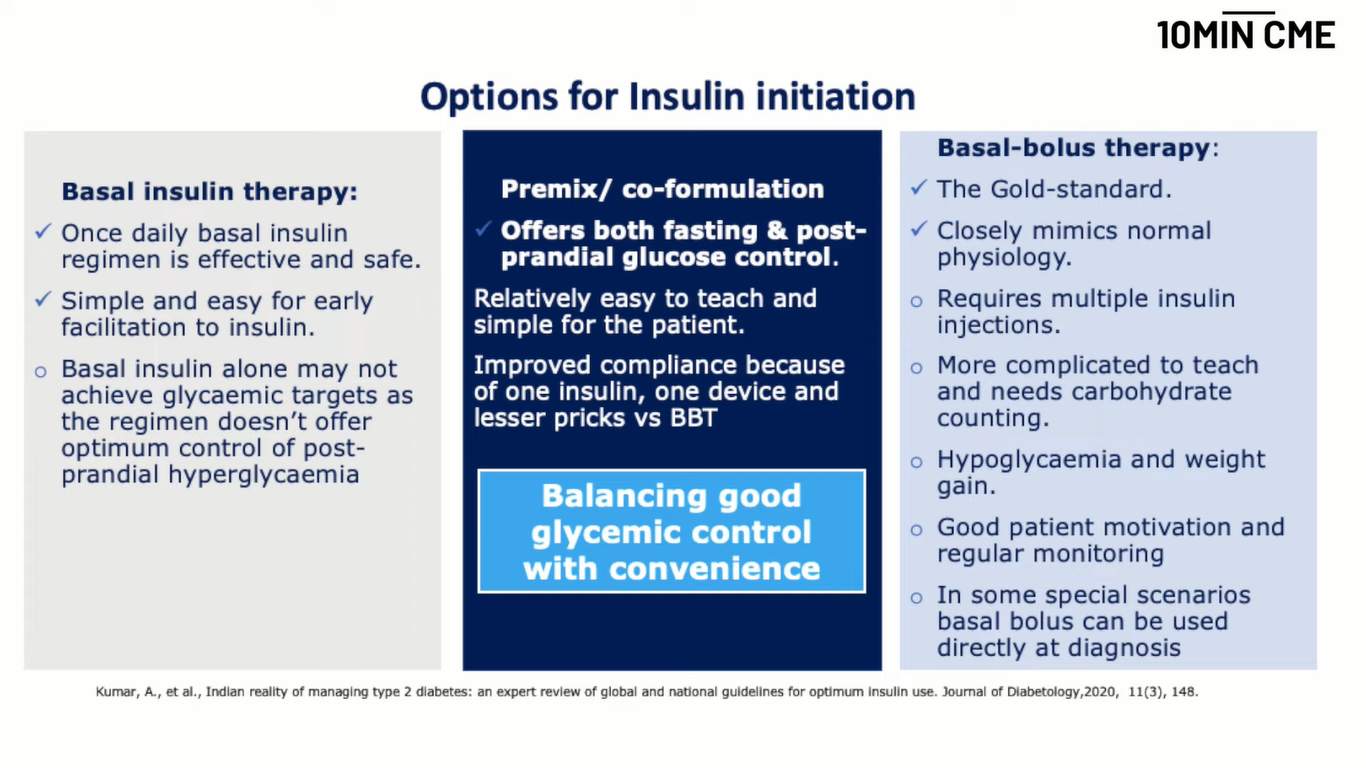 10MIN CME
Options for Insulin initiation
Basal insulin therapy:
✓ Once daily basal insulin
regimen is effective and safe.
✓ Simple and easy for early
facilitation to insulin.
o Basal insulin alone may not
achieve glycaemic targets as
the regimen doesn’t offer
optimum control of post-
prandial hyperglycaemia
Premix/ co-formulation
✓ Offers both fasting & post-
prandial glucose control.
Relatively easy to teach and
simple for the patient.
Improved compliance because
of one insulin, one device and
lesser pricks vs BBT
Balancing good
glycemic control
with convenience
Basal-bolus therapy:
✓ The Gold-standard.
✓ Closely mimics normal
physiology.
o Requires multiple insulin
injections.
o More complicated to teach
and needs carbohydrate
counting.
o Hypoglycaemia and weight
gain.
o Good patient motivation and
regular monitoring
o In some special scenarios
basal bolus can be used
directly at diagnosis
Kumar, A., et al., Indian reality of managing type 2 diabetes: an expert review of global and national guidelines for optimum insulin use. Journal of Diabetology,2020, 11(3), 148.